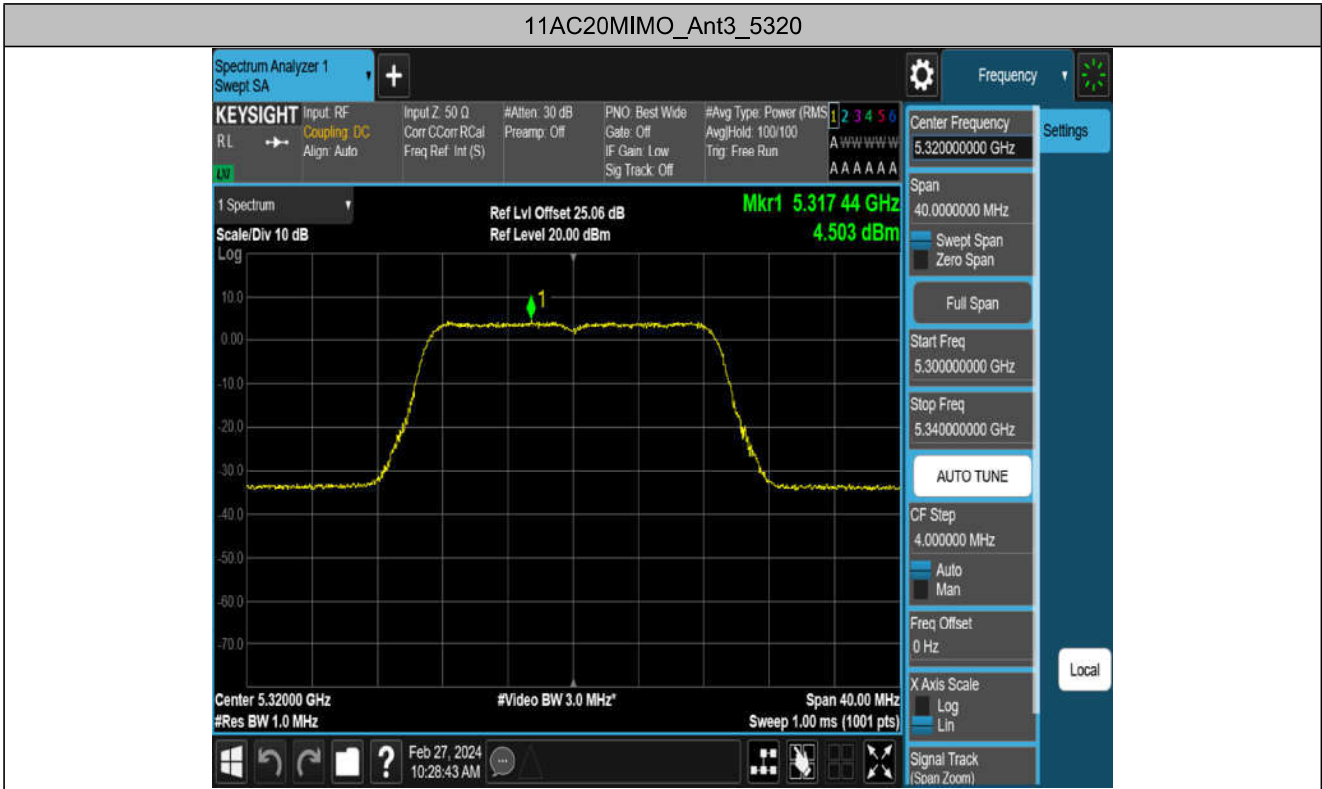 11AC20MIMO_Ant3_5320
Spectrum Analyzer 1
Swept SA
+
Frequency
KEYSIGHT
RL
LXI
Input: RF
Coupling: DC
Align: Auto
Input Z: 50 Ω
Corr CCorr RCal
Freq Ref: Int (S)
#Atten: 30 dB
Preamp: Off
PNO: Best Wide
Gate: Off
IF Gain: Low
Sig Track: Off
#Avg Type: Power (RMS
Avg|Hold: 100/100
Trig: Free Run
1 2 3 4 5 6
A W W W W W
A A A A A A
Center Frequency
5.320000000 GHz
Settings
1 Spectrum
Scale/Div 10 dB
Log
Ref Lvl Offset 25.06 dB
Ref Level 20.00 dBm
Mkr1 5.317 44 GHz
4.503 dBm
Span
40.0000000 MHz
Swept Span
Zero Span
Full Span
Start Freq
5.300000000 GHz
Stop Freq
5.340000000 GHz
AUTO TUNE
CF Step
4.000000 MHz
Auto
Man
Freq Offset
0 Hz
X Axis Scale
Log
Lin
Signal Track
(Span Zoom)
Local
1
10.0
0.00
-10.0
-20.0
-30.0
-40.0
-50.0
-60.0
-70.0
Center 5.32000 GHz
#Res BW 1.0 MHz
#Video BW 3.0 MHz*
Span 40.00 MHz
Sweep 1.00 ms (1001 pts)
?
Feb 27, 2024
10:28:43 AM